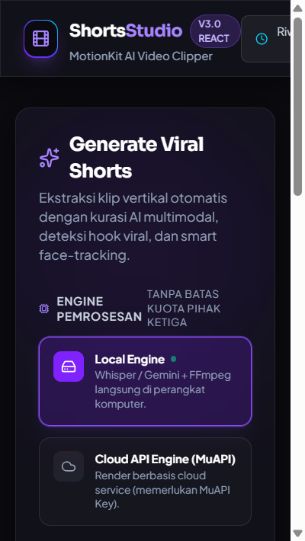 ShortsStudio
V3.0
REACT
MotionKit AI Video Clipper
Generate Viral
Shorts
Ekstraksi klip vertikal otomatis
dengan kurasi AI multimodal,
deteksi hook viral, dan smart
face-tracking.
ENGINE
PEMROSESAN
TANPA BATAS
KUOTA PIHAK
KETIGA
Local Engine
Whisper / Gemini + FFmpeg
langsung di perangkat
komputer.
Cloud API Engine (MuAPI)
Render berbasis cloud
service (memerlukan MuAPI
Key).